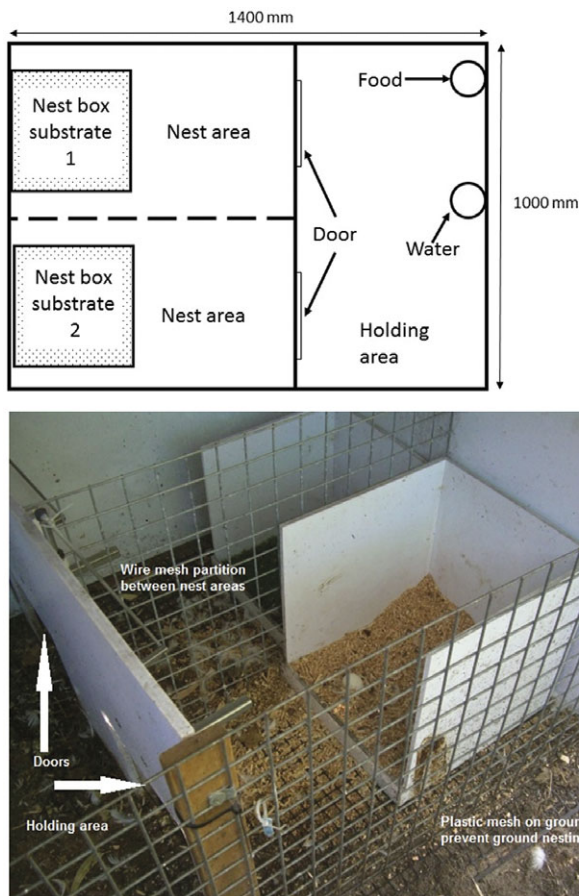 1400 mm
Nest box
substrate
1
Nest area
Food
1000 mm
Door
Water
Nest box
substrate
2
Nest area
Holding
area
Wire mesh partition
between nest areas
Doors
Holding area
Plastic mesh on groun
prevent ground nestin